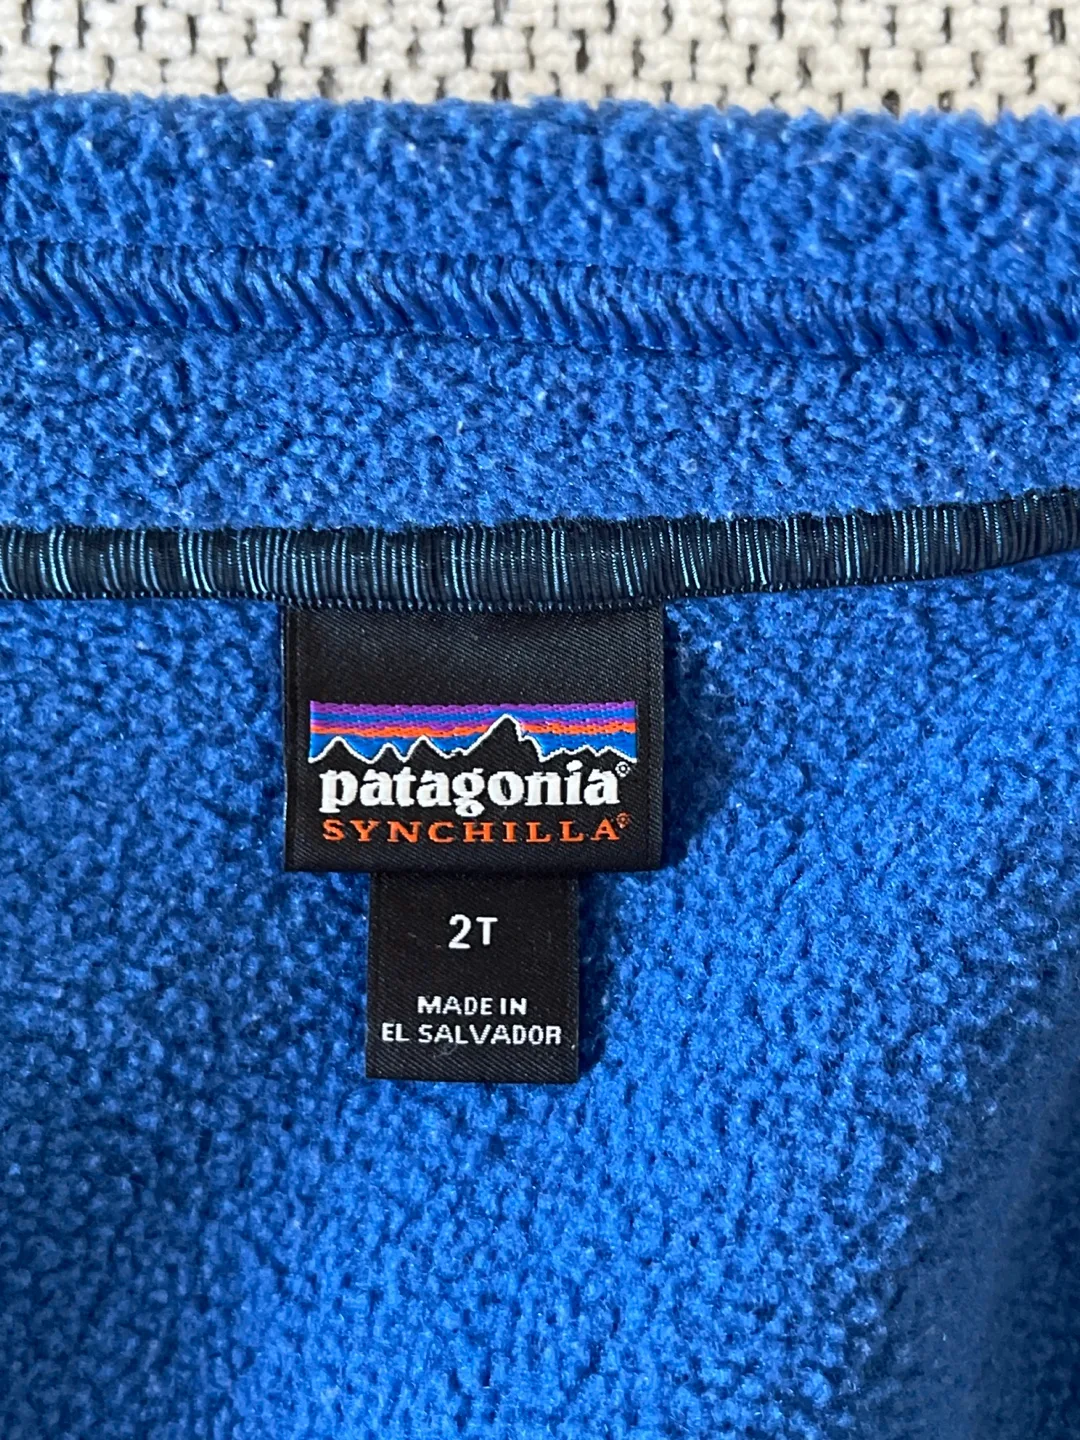 patagonia®
SYNCHILLA®
2T
MADE IN
EL SALVADOR